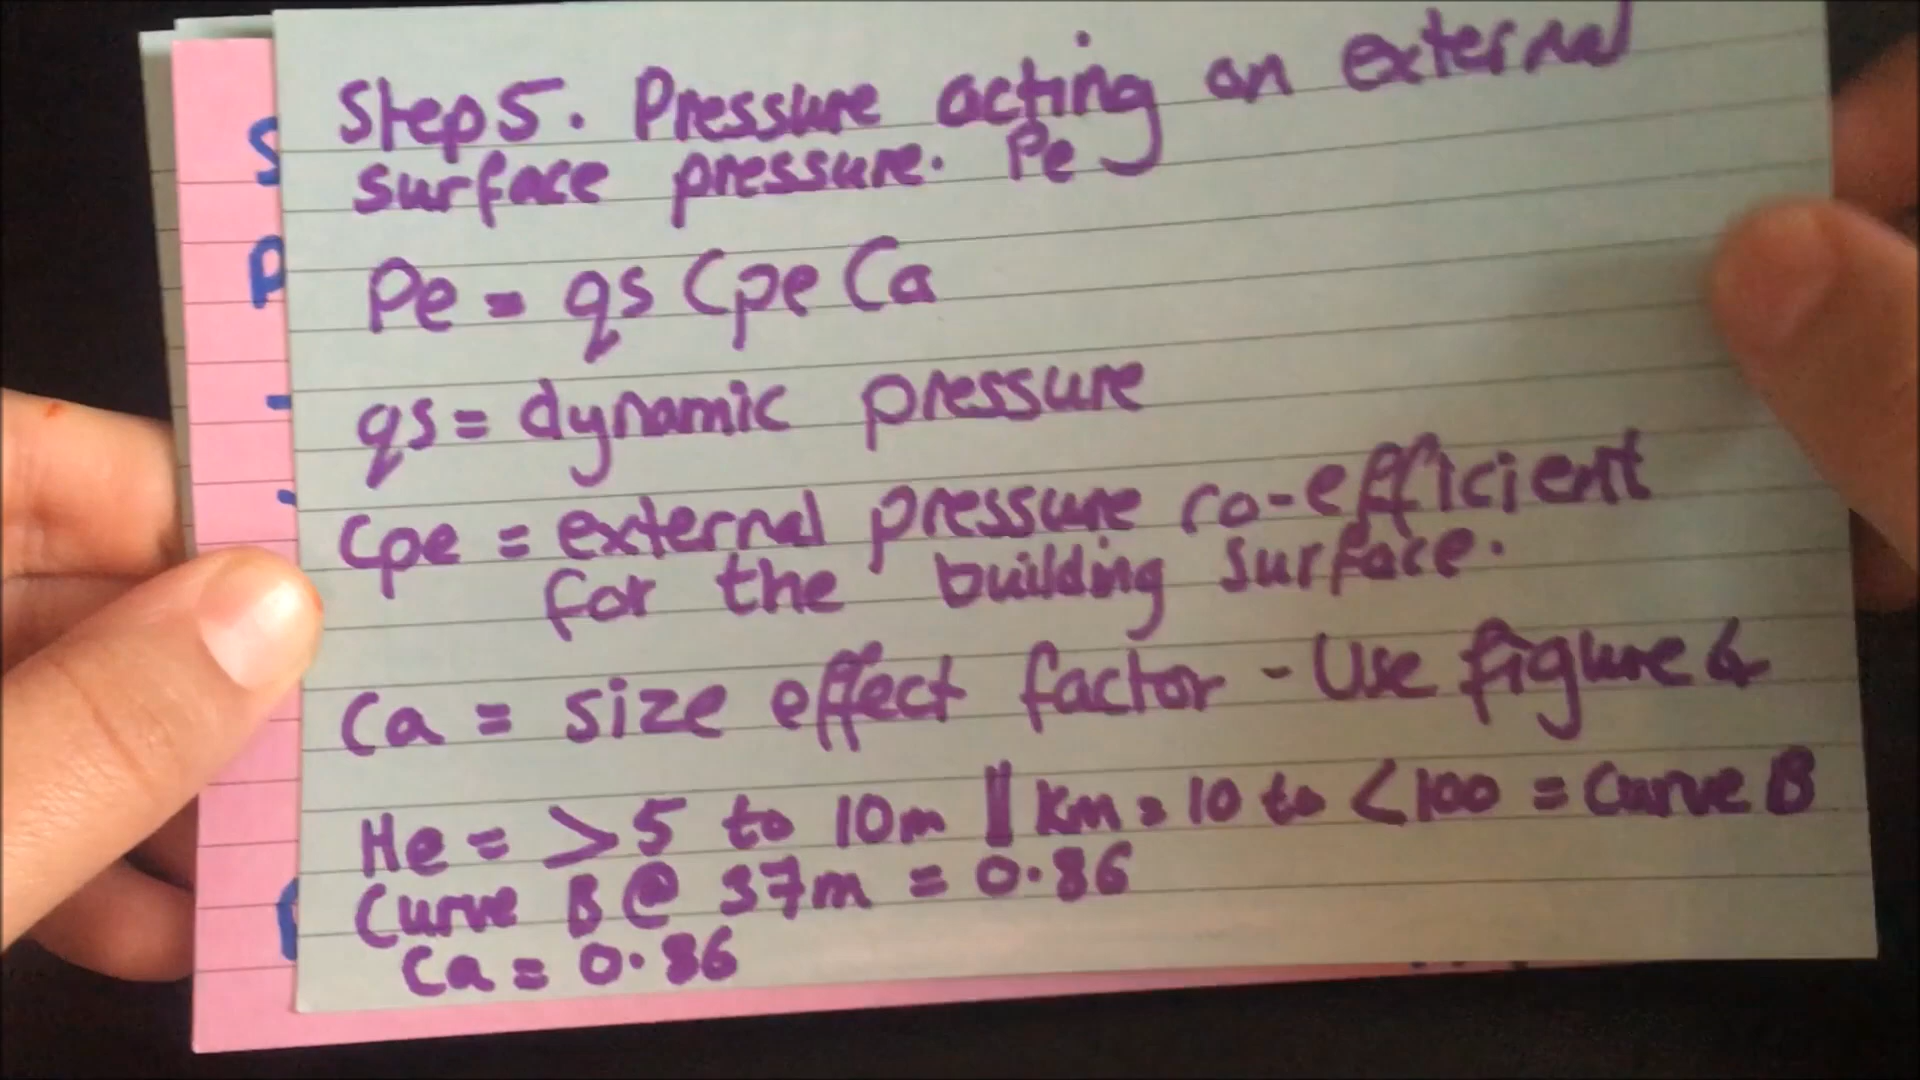 Step 5. Pressure acting on external
surface pressure. Pe
Pe = qs Cpe Ca
qs = dynamic pressure
Cpe = external pressure co-efficient
for the building surface.
Ca = size effect factor - Use figure 4
He = >5 to 10m || Km = 10 to <100 = Curve B
Curve B @ 37m = 0.86
Ca = 0.86